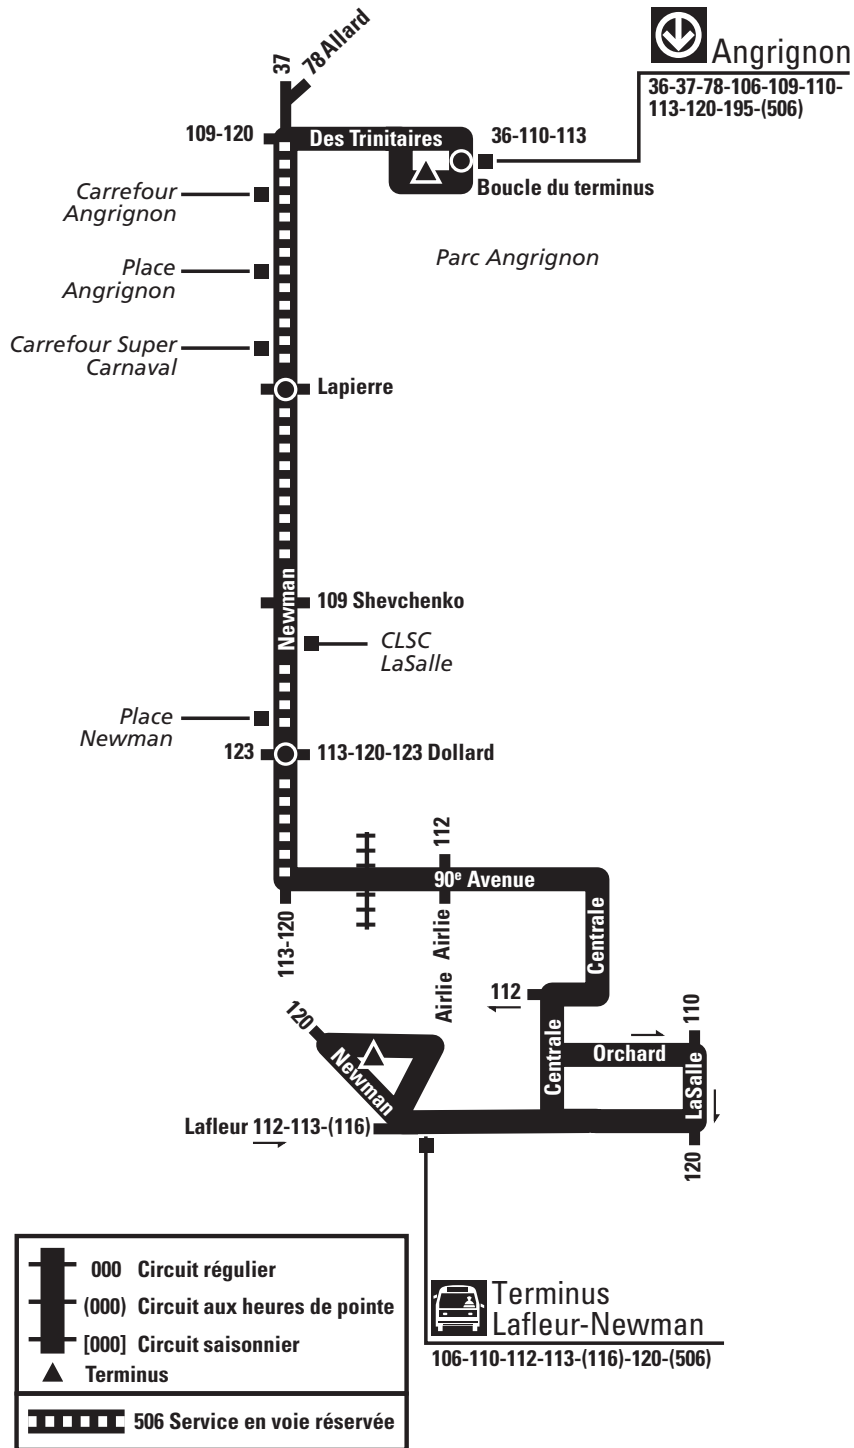 37
78 Allard
Angrignon
36-37-78-106-109-110-
113-120-195-(506)
109-120
Des Trinitaires
36-110-113
Boucle du terminus
Carrefour
Angrignon
Parc Angrignon
Place
Angrignon
Carrefour Super
Carnaval
Lapierre
Newman
109 Shevchenko
CLSC
LaSalle
Place
Newman
123
113-120-123 Dollard
112
90e Avenue
113-120
Airlie
Airlie
Centrale
112
120
Newman
Centrale
Orchard
110
LaSalle
Lafleur 112-113-(116)
120
000 Circuit régulier
(000) Circuit aux heures de pointe
[000] Circuit saisonnier
Terminus
506 Service en voie réservée
Terminus
Lafleur-Newman
106-110-112-113-(116)-120-(506)